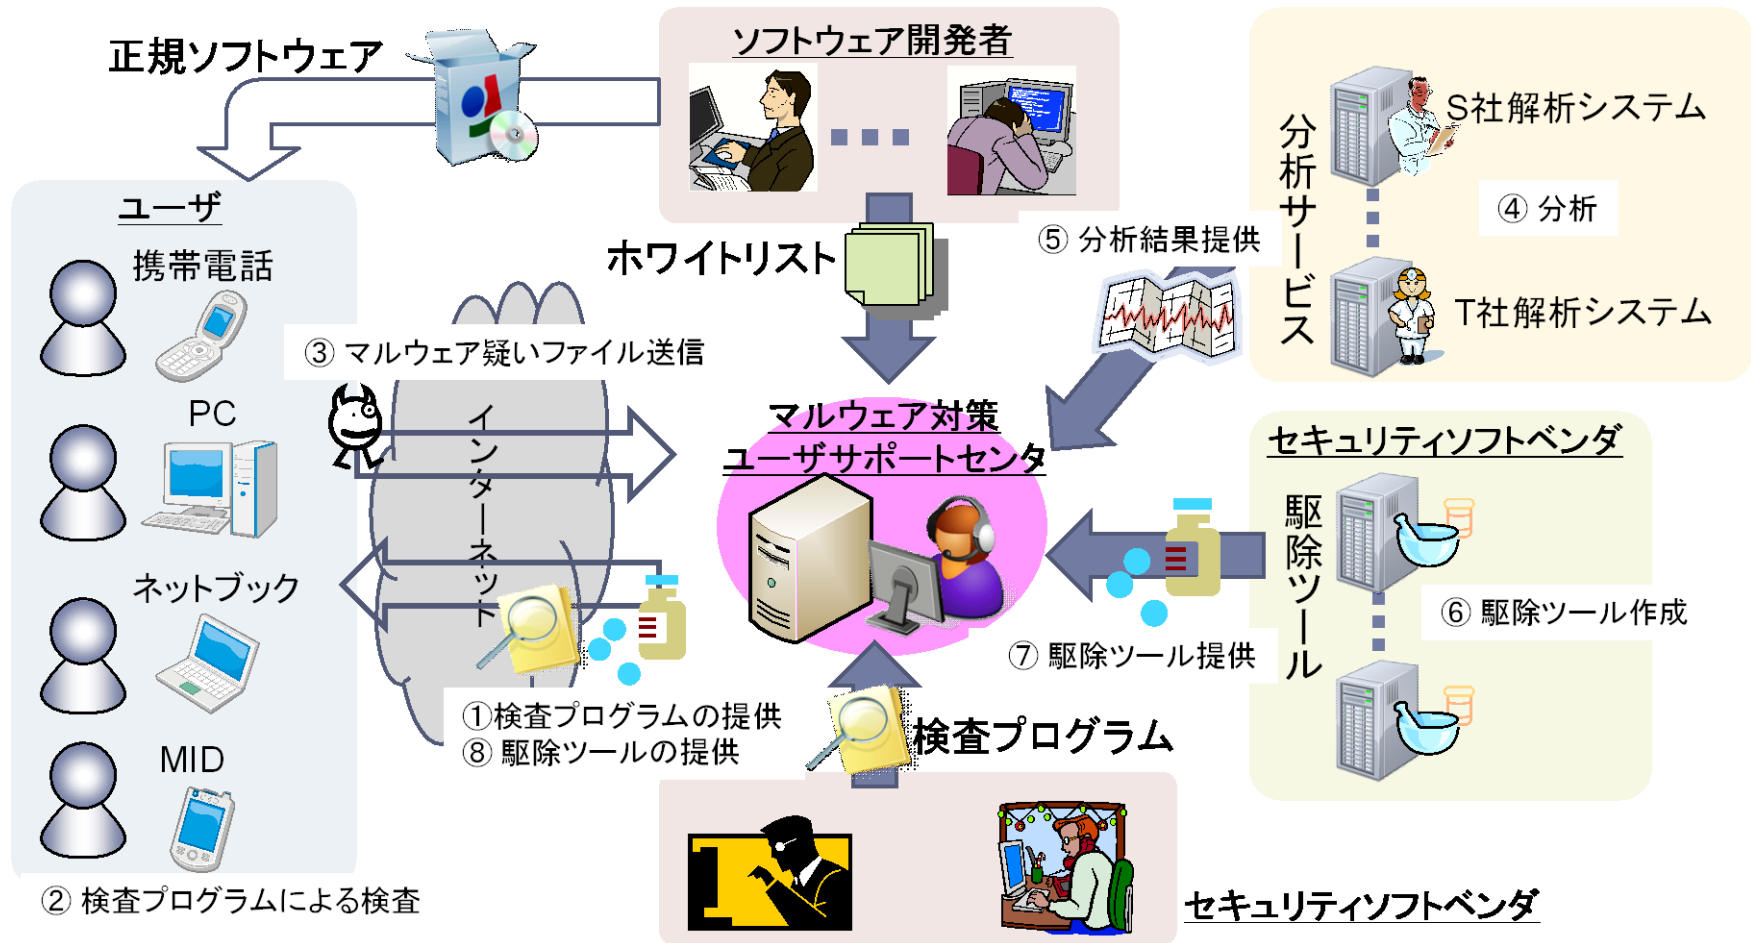 正規ソフトウェア
ソフトウェア開発者
分析サービス
S社解析システム
④ 分析
T社解析システム
ユーザ
携帯電話
PC
ネットブック
MID
② 検査プログラムによる検査
ホワイトリスト
⑤ 分析結果提供
③ マルウェア疑いファイル送信
インターネット
マルウェア対策
ユーザサポートセンタ
セキュリティソフトベンダ
駆除ツール
⑥ 駆除ツール作成
⑦ 駆除ツール提供
①検査プログラムの提供
⑧ 駆除ツールの提供
検査プログラム
セキュリティソフトベンダ